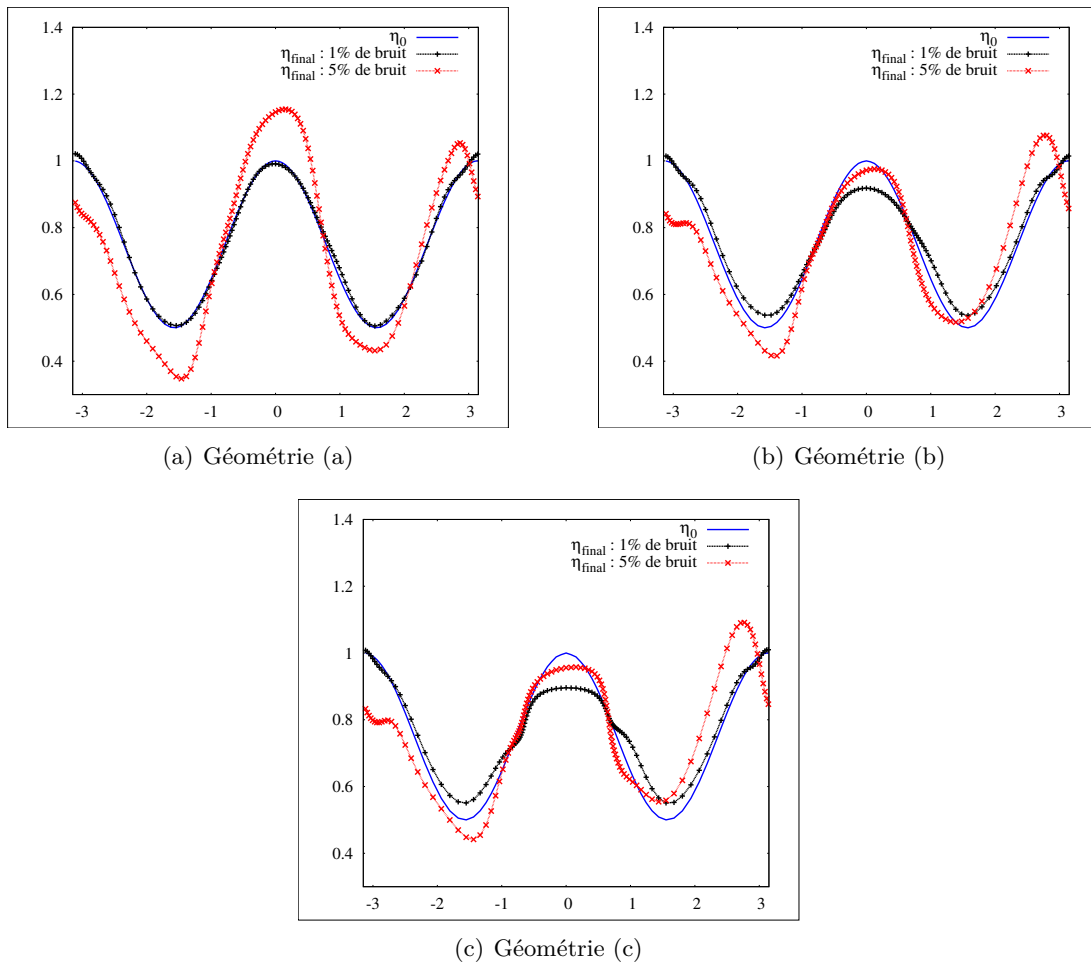 1.4
1.2
1
0.8
0.6
0.4
-3 -2 -1 0 1 2 3
η0
ηfinal : 1% de bruit
ηfinal : 5% de bruit
(a) Géométrie (a)
1.4
1.2
1
0.8
0.6
0.4
-3 -2 -1 0 1 2 3
η0
ηfinal : 1% de bruit
ηfinal : 5% de bruit
(b) Géométrie (b)
1.4
1.2
1
0.8
0.6
0.4
-3 -2 -1 0 1 2 3
η0
ηfinal : 1% de bruit
ηfinal : 5% de bruit
(c) Géométrie (c)